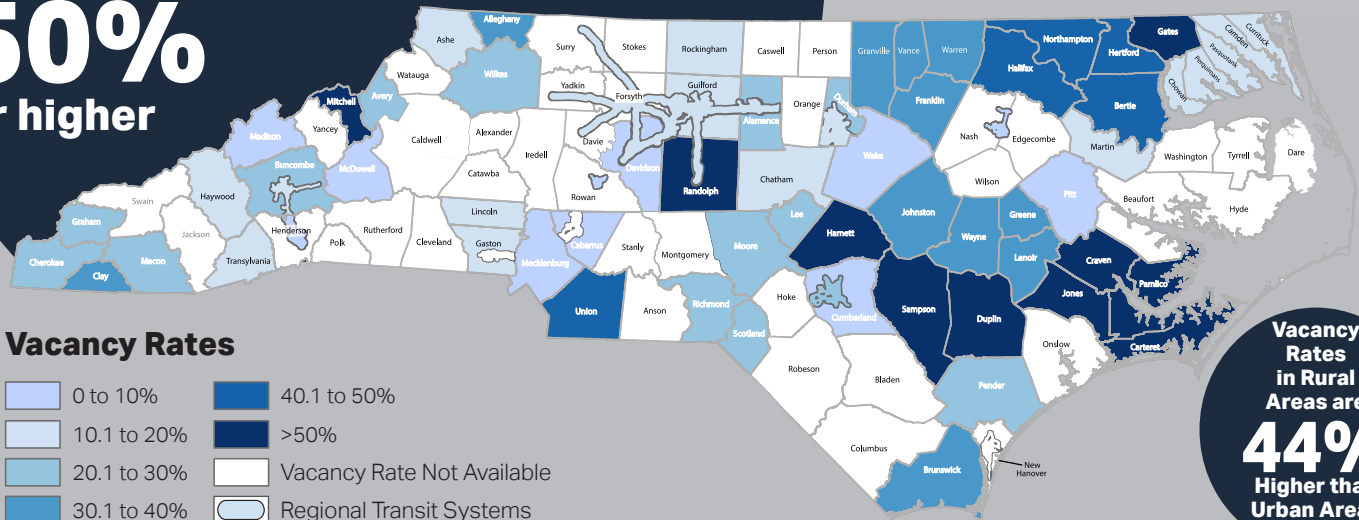 50%
r higher
Alleghany
Ashe
Surry
Stokes
Rockingham
Caswell
Person
Granville
Vance
Warren
Northampton
Hertford
Gates
Currituck
Camden
Pasquotank
Perquimans
Chowan
Halifax
Bertie
Watauga
Wilkes
Yadkin
Forsyth
Guilford
Alamance
Orange
Durham
Franklin
Nash
Edgecombe
Martin
Washington
Tyrrell
Dare
Mitchell
Avery
Madison
Yancey
Caldwell
Alexander
Iredell
Davie
Davidson
Randolph
Chatham
Wake
Wilson
Pitt
Beaufort
Hyde
Buncombe
McDowell
Catawba
Rowan
Swain
Haywood
Graham
Jackson
Henderson
Polk
Rutherford
Cleveland
Lincoln
Gaston
Cherokee
Clay
Macon
Transylvania
Mecklenburg
Cabarrus
Stanly
Montgomery
Moore
Lee
Harnett
Johnston
Wayne
Greene
Lenoir
Craven
Pamlico
Jones
Carteret
Union
Anson
Richmond
Scotland
Hoke
Cumberland
Sampson
Duplin
Onslow
Robeson
Bladen
Pender
Columbus
Brunswick
New
Hanover
Vacancy Rates
0 to 10%
10.1 to 20%
20.1 to 30%
30.1 to 40%
40.1 to 50%
>50%
Vacancy Rate Not Available
Regional Transit Systems
Vacancy
Rates
in Rural
Areas are
44%
Higher tha
Urban Area